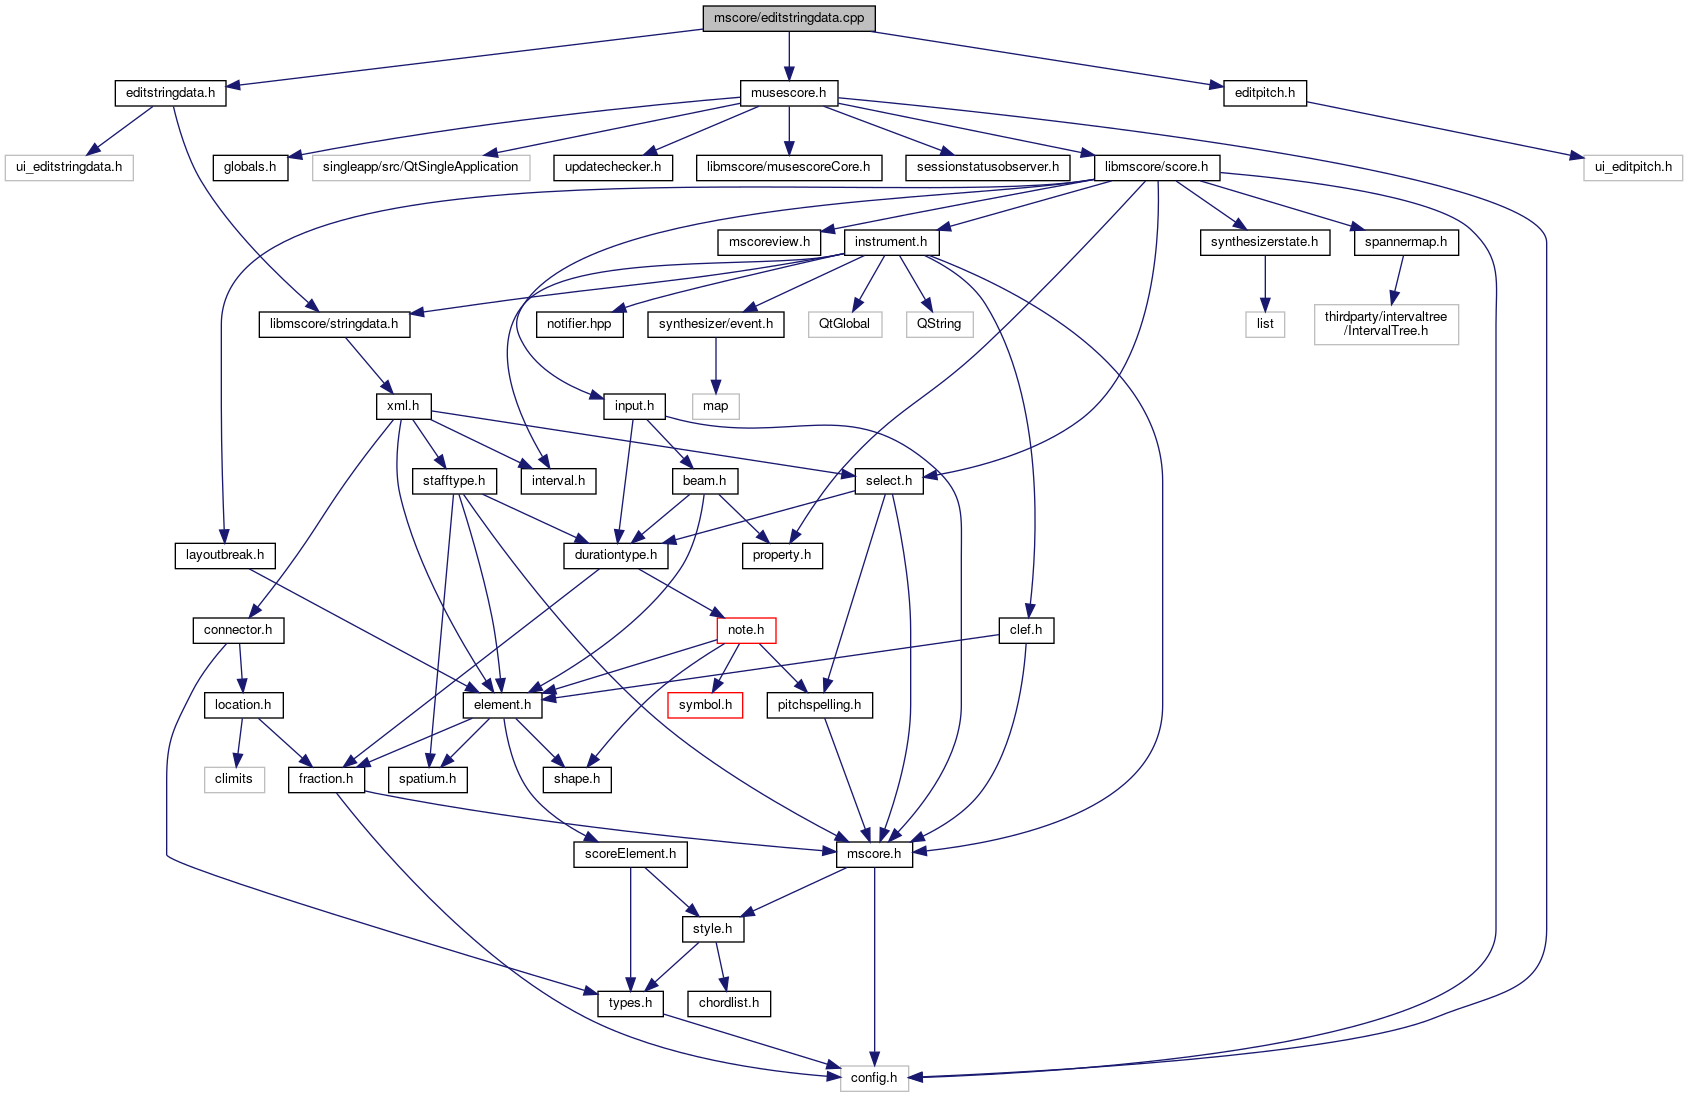 mscore/editstringdata.cpp
editstringdata.h
musescore.h
editpitch.h
ui_editstringdata.h
globals.h
singleapp/src/QtSingleApplication
updatechecker.h
libmscore/musescoreCore.h
sessionstatusobserver.h
libmscore/score.h
ui_editpitch.h
mscoreview.h
instrument.h
synthesizerstate.h
spannermap.h
libmscore/stringdata.h
notifier.hpp
synthesizer/event.h
QtGlobal
QString
list
thirdparty/intervaltree
/IntervalTree.h
xml.h
input.h
map
stafftype.h
interval.h
beam.h
select.h
layoutbreak.h
durationtype.h
property.h
connector.h
note.h
clef.h
location.h
element.h
symbol.h
pitchspelling.h
climits
fraction.h
spatium.h
shape.h
scoreElement.h
mscore.h
style.h
types.h
chordlist.h
config.h